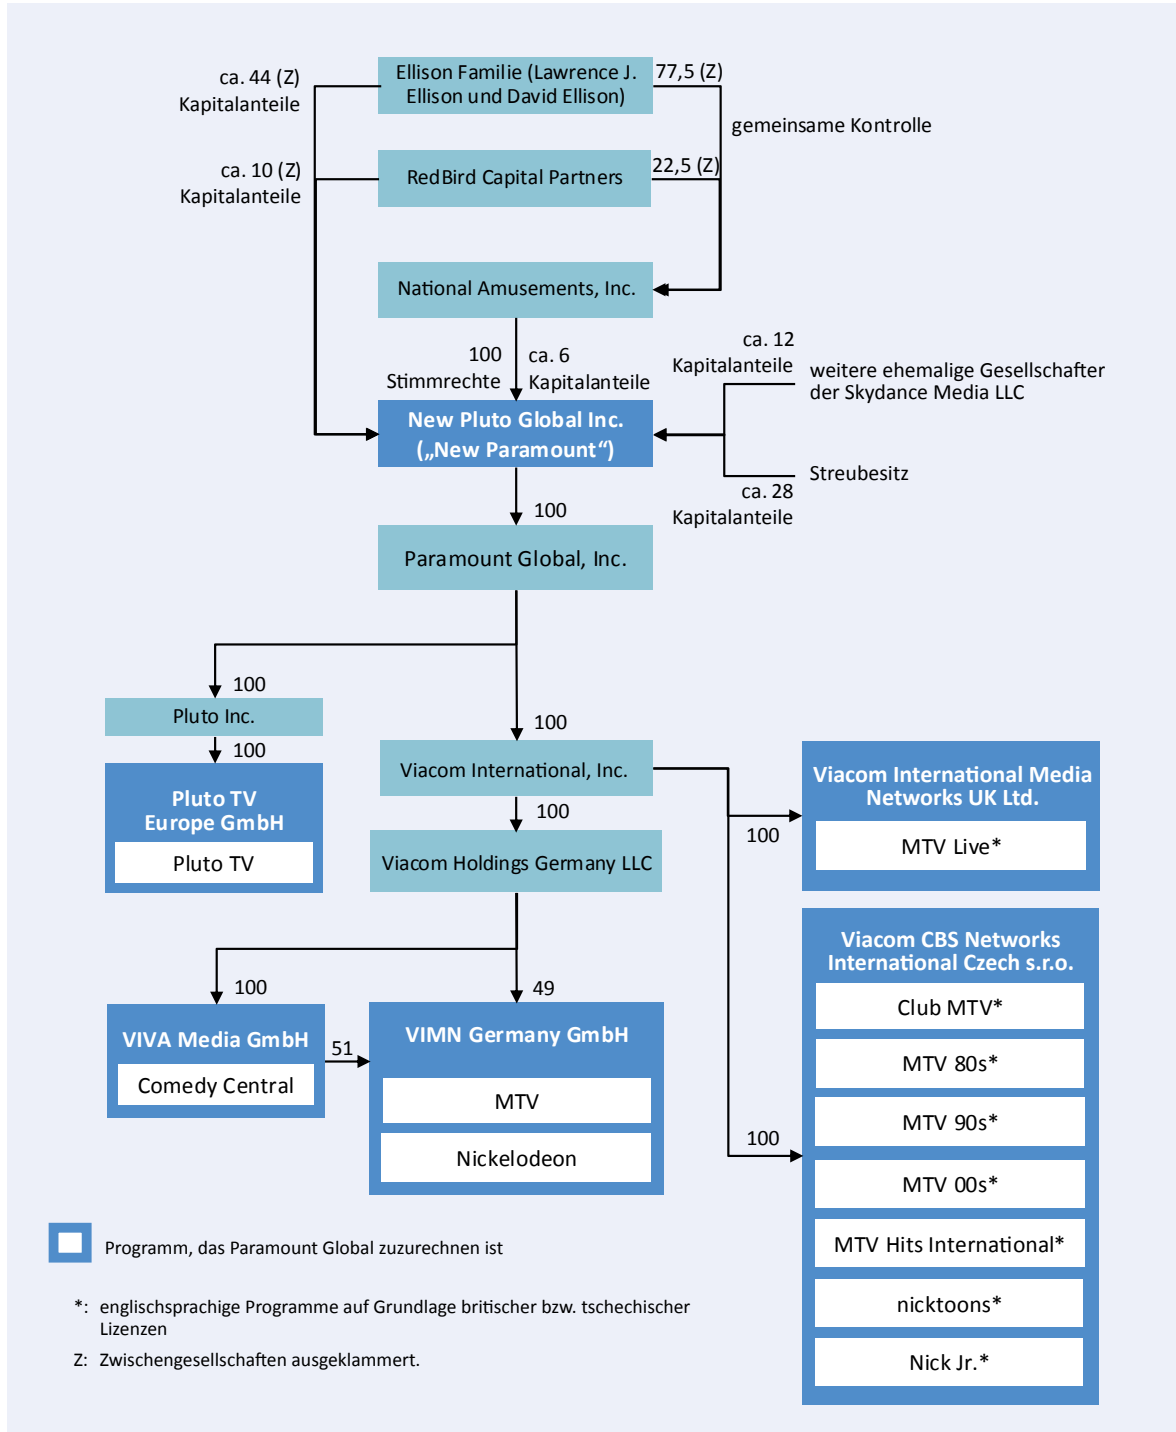 ca. 44 (Z)
Kapitalanteile
Ellison Familie (Lawrence J.
Ellison und David Ellison)
77,5 (Z)
gemeinsame Kontrolle
ca. 10 (Z)
Kapitalanteile
RedBird Capital Partners
22,5 (Z)
National Amusements, Inc.
100
Stimmrechte
ca. 6
Kapitalanteile
ca. 12
Kapitalanteile
weitere ehemalige Gesellschafter
der Skydance Media LLC
New Pluto Global Inc.
(„New Paramount“)
Streubesitz
ca. 28
Kapitalanteile
100
Paramount Global, Inc.
100
Pluto Inc.
100
Pluto TV
Europe GmbH
Pluto TV
100
Viacom International, Inc.
100
Viacom Holdings Germany LLC
100
Viacom International Media
Networks UK Ltd.
MTV Live*
100
Viacom CBS Networks
International Czech s.r.o.
Club MTV*
MTV 80s*
MTV 90s*
MTV 00s*
MTV Hits International*
nicktoons*
Nick Jr.*
100
VIVA Media GmbH
Comedy Central
51
49
VIMN Germany GmbH
MTV
Nickelodeon
Programm, das Paramount Global zuzurechnen ist
*: englischsprachige Programme auf Grundlage britischer bzw. tschechischer
Lizenzen
Z: Zwischengesellschaften ausgeklammert.